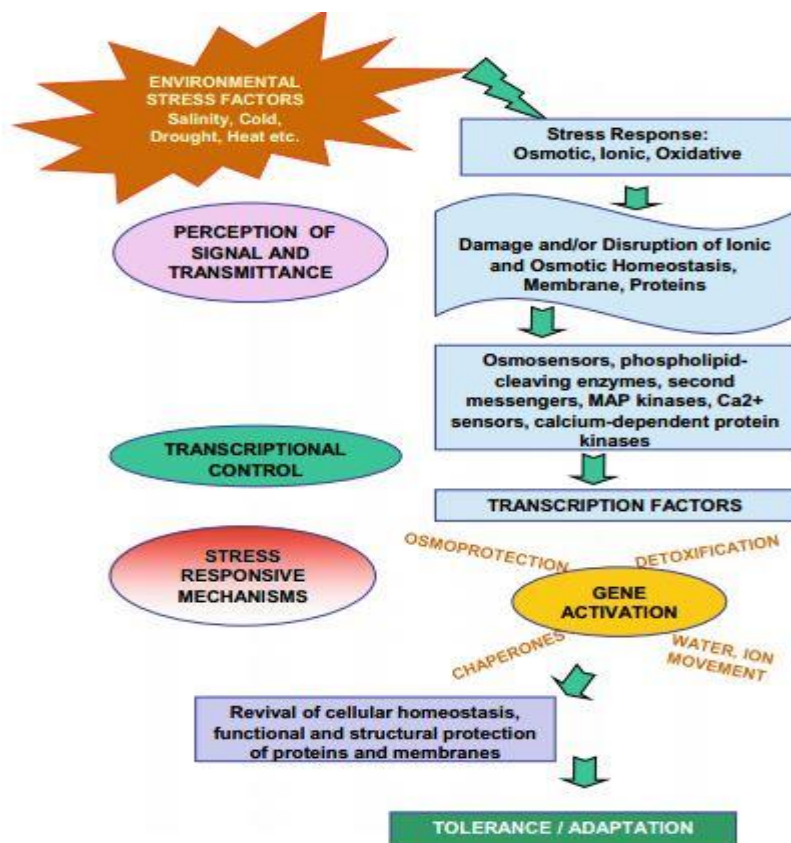 ENVIRONMENTAL
STRESS FACTORS
Salinity, Cold,
Drought, Heat etc.
Stress Response:
Osmotic, Ionic, Oxidative
PERCEPTION OF
SIGNAL AND
TRANSMITTANCE
Damage and/or Disruption of Ionic
and Osmotic Homeostasis,
Membrane, Proteins
Osmosensors, phospholipid-
cleaving enzymes, second
messengers, MAP kinases, Ca2+
sensors, calcium-dependent protein
kinases
TRANSCRIPTIONAL
CONTROL
TRANSCRIPTION FACTORS
STRESS
RESPONSIVE
MECHANISMS
OSMOPROTECTION
DETOXIFICATION
GENE
ACTIVATION
CHAPERONES
WATER, ION
MOVEMENT
Revival of cellular homeostasis,
functional and structural protection
of proteins and membranes
TOLERANCE / ADAPTATION